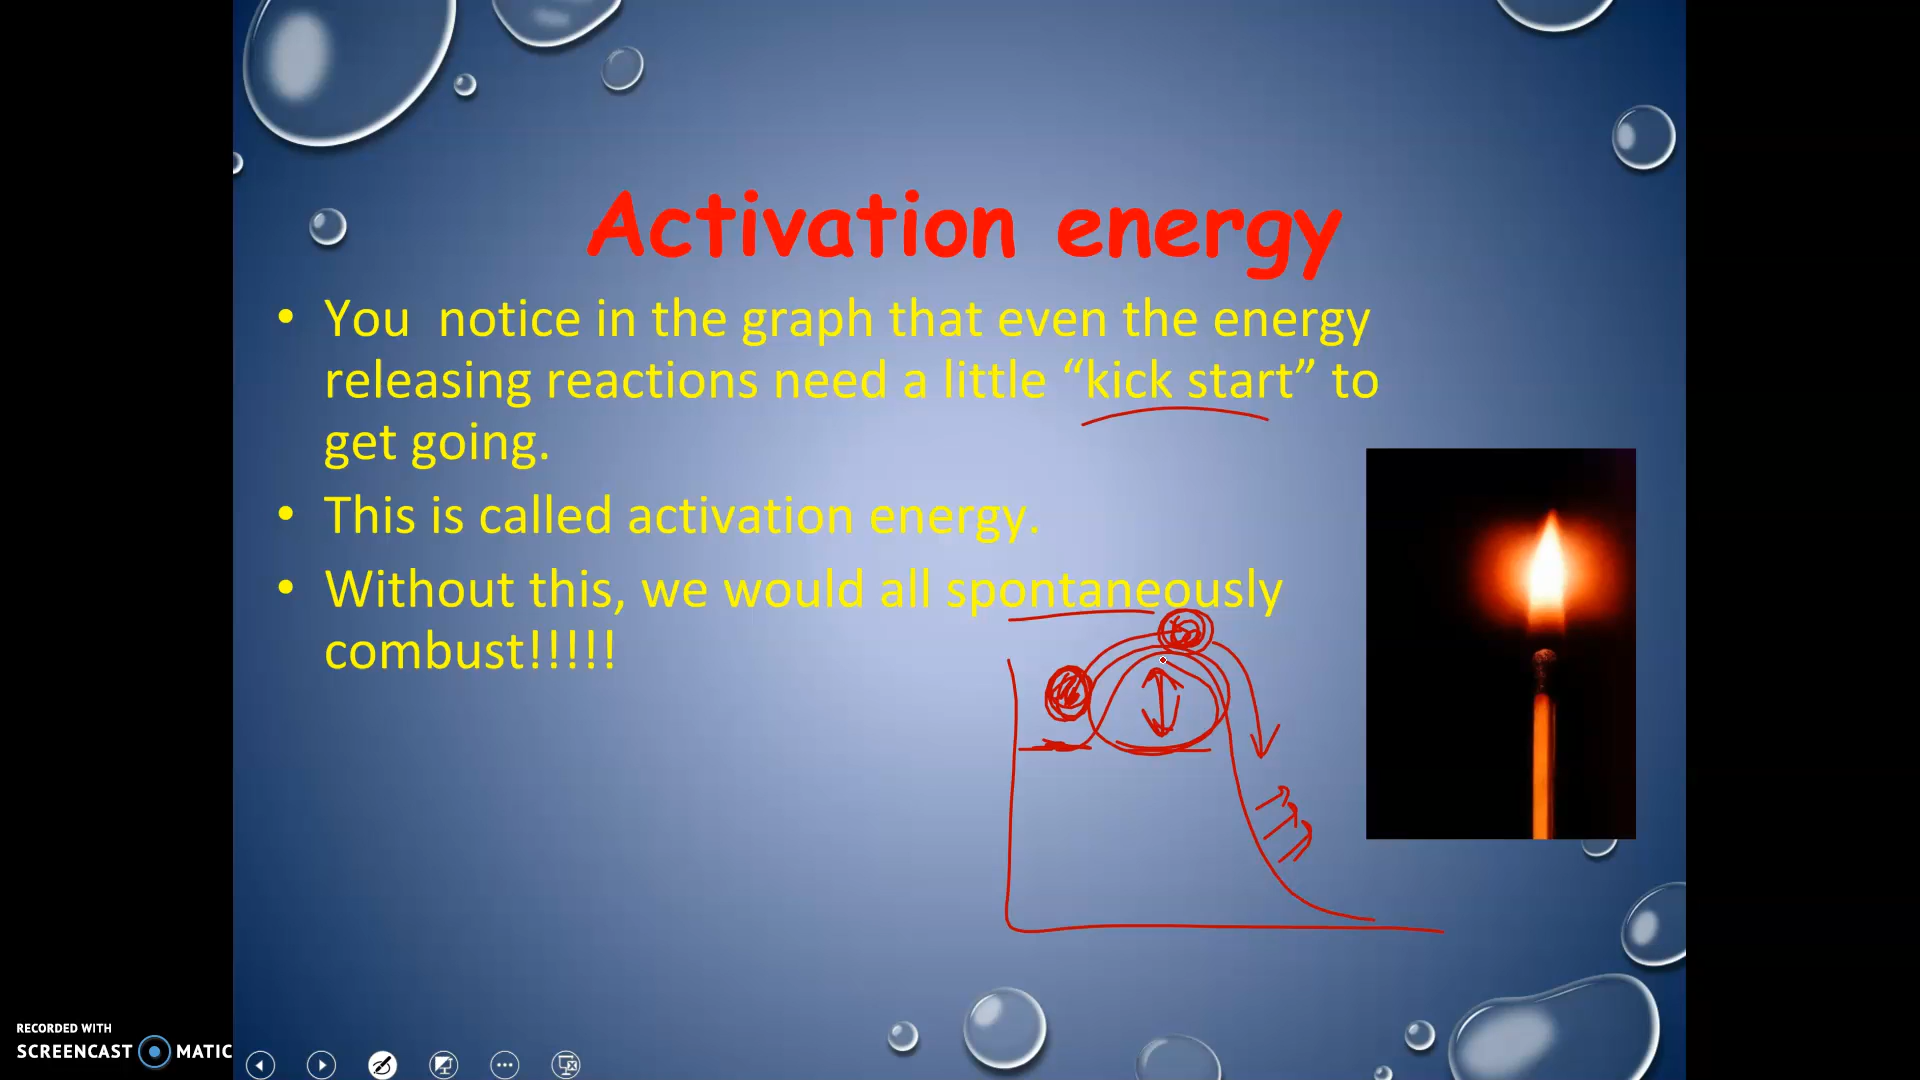 Activation energy
• You  notice in the graph that even the energy
releasing reactions need a little “kick start” to
get going.
• This is called activation energy.
• Without this, we would all spontaneously
combust!!!!!
RECORDED WITH
SCREENCAST MATIC